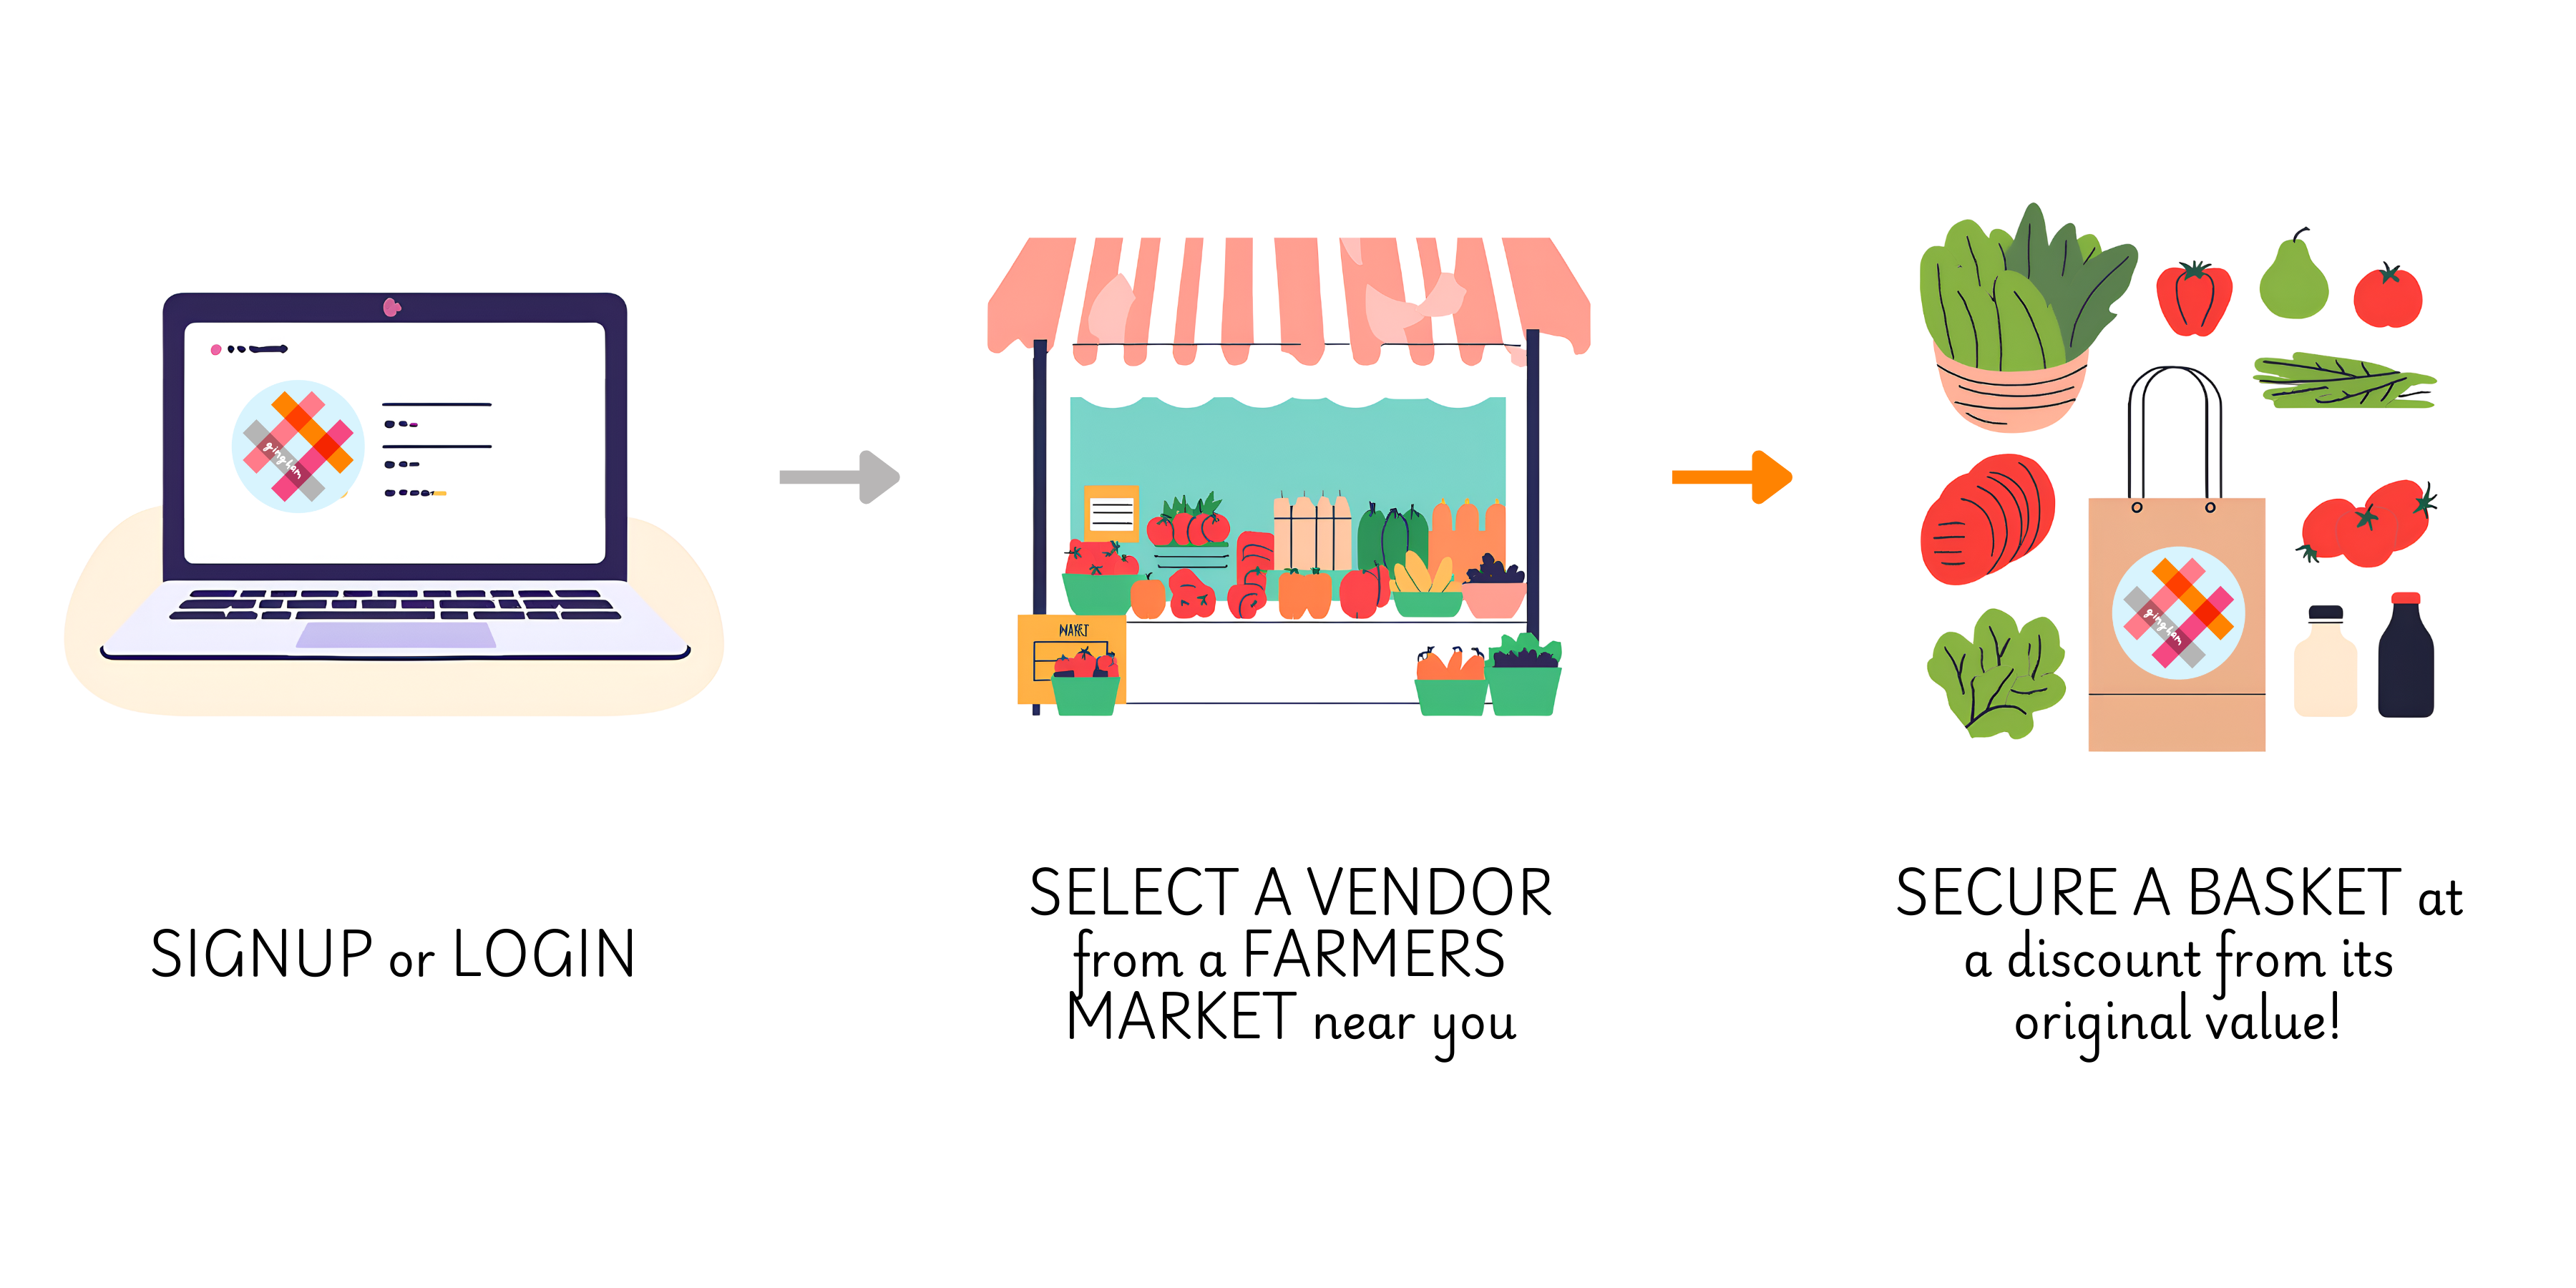 gingham
WAKET
gingham
SIGNUP or LOGIN
SELECT A VENDOR
from a FARMERS
MARKET near you
SECURE A BASKET at
a discount from its
original value!